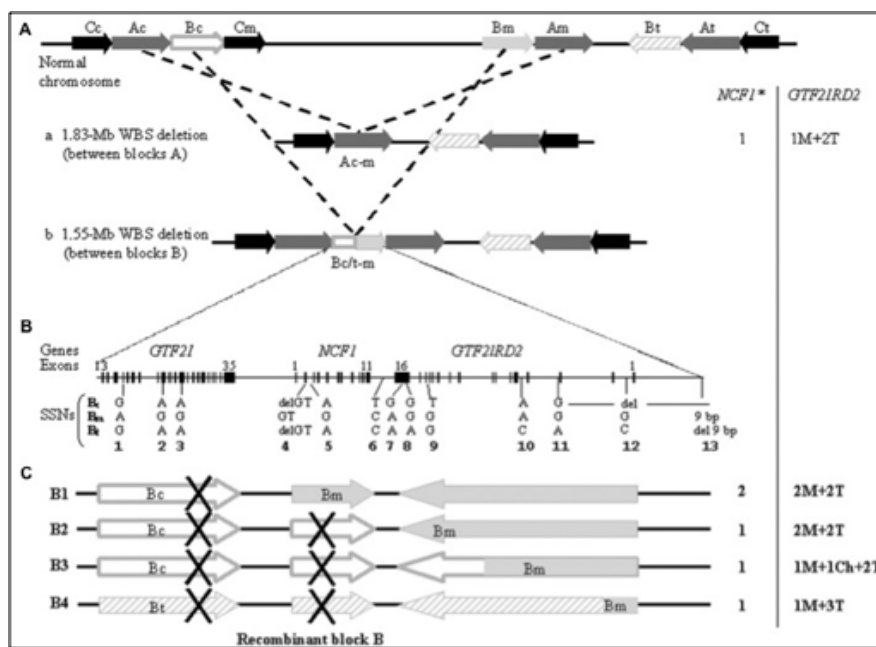 A
Cc Ac Bc Cm Bm Am Bt At Ct
Normal
chromosome
NCF1* GTF2IRD2
a 1.83-Mb WBS deletion
(between blocks A)
Ac-m
1 1M+2T
b 1.55-Mb WBS deletion
(between blocks B)
Bc/t-m
B
Genes GTF2I NCF1 GTF2IRD2
Exons 13 35 1 11 16 1
SSNs
Bc G A G delGT A T G G T A G del 9 bp
Bm A G A GT G C A A G A G G
Bt G A A delGT A C A A G C A C del 9 bp
1 2 3 4 5 6 7 8 9 10 11 12 13
C
B1 Bc Bm 2 2M+2T
B2 Bc Bm 1 2M+2T
B3 Bc Bm 1 1M+1Ch+2T
B4 Bt Bm 1 1M+3T
Recombinant block B